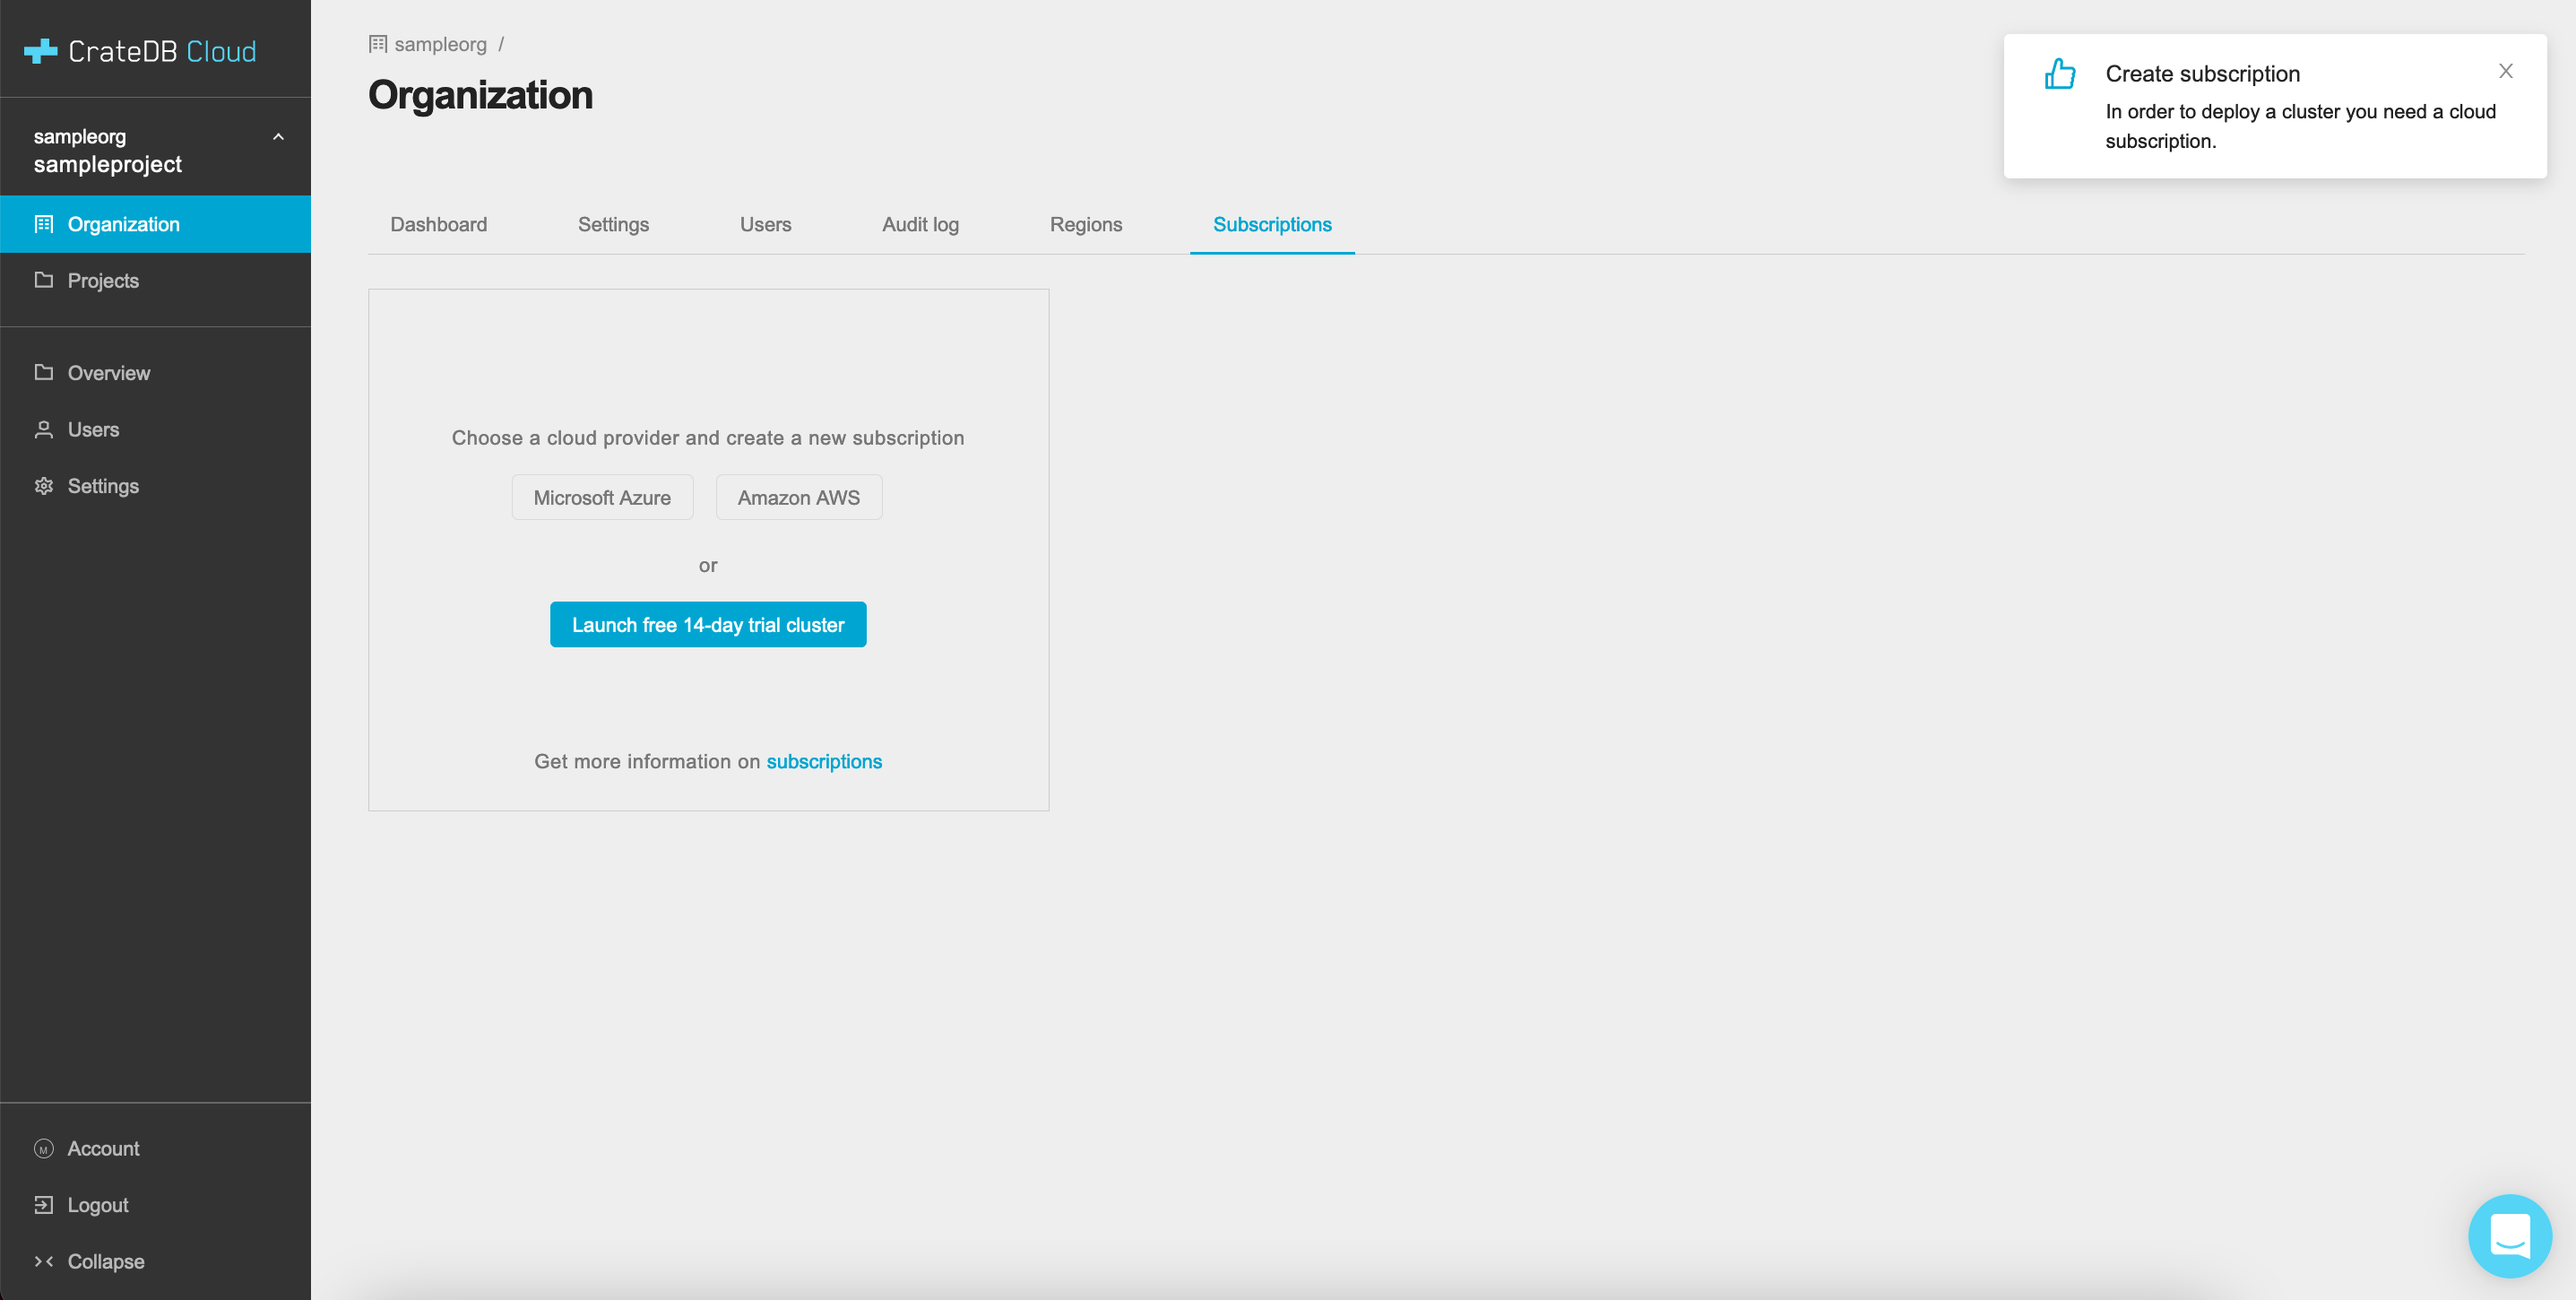 CrateDB Cloud
sampleorg
sampleproject
Organization
Projects
Overview
Users
Settings
Account
Logout
Collapse
sampleorg /
Organization
Dashboard Settings Users Audit log Regions Subscriptions
Choose a cloud provider and create a new subscription
Microsoft Azure Amazon AWS
or
Launch free 14-day trial cluster
Get more information on subscriptions
Create subscription
In order to deploy a cluster you need a cloud
subscription.
M